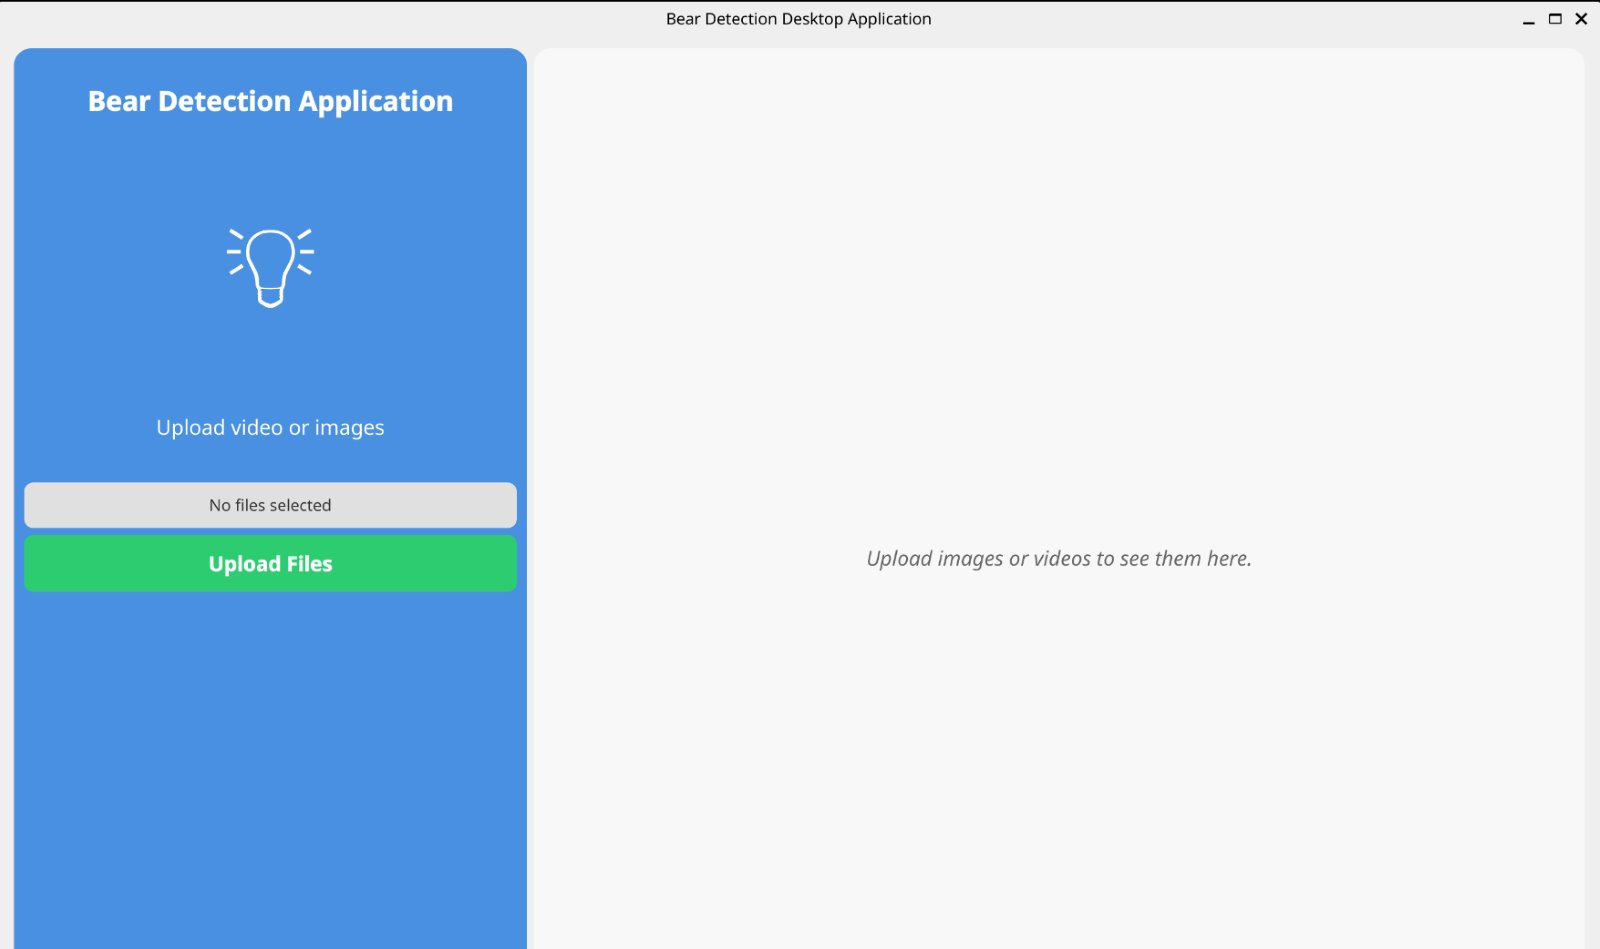 Bear Detection Desktop Application
Bear Detection Application
Upload video or images
No files selected
Upload Files
Upload images or videos to see them here.